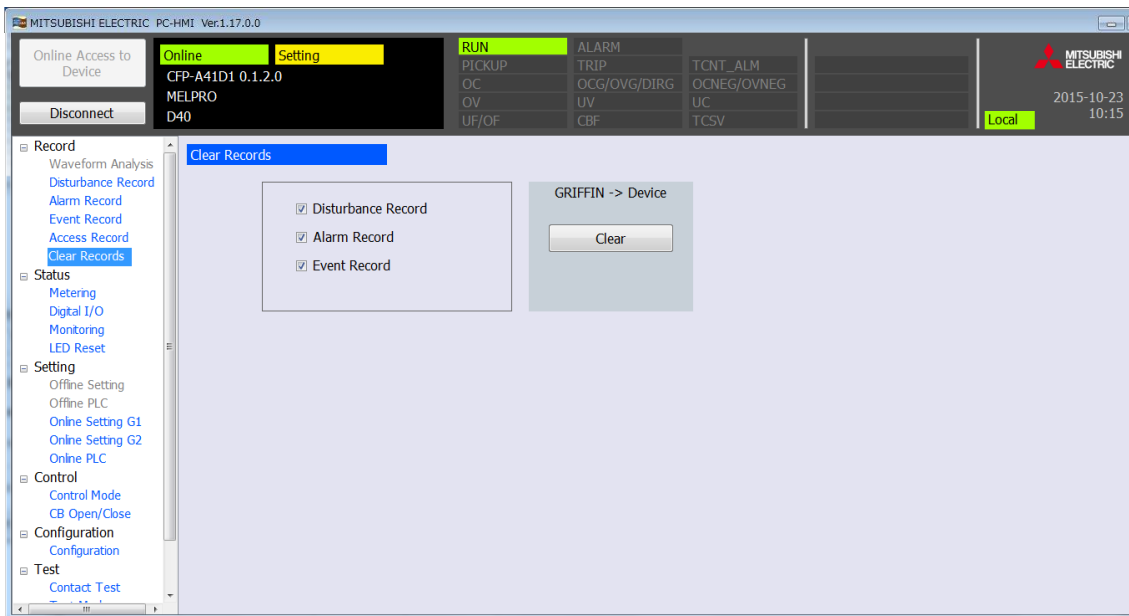 MITSUBISHI ELECTRIC PC-HMI Ver.1.17.0.0
Online Access to
Device
Disconnect
Online
Setting
CFP-A41D1 0.1.2.0
MELPRO
D40
RUN
ALARM
PICKUP
TRIP
TCNT_ALM
OC
OCG/OVG/DIRG
OCNEG/OVNEG
OV
UV
UC
UF/OF
CBF
TCSV
MITSUBISHI
ELECTRIC
2015-10-23
10:15
Local
Record
Waveform Analysis
Disturbance Record
Alarm Record
Event Record
Access Record
Clear Records
Status
Metering
Digital I/O
Monitoring
LED Reset
Setting
Offline Setting
Offline PLC
Online Setting G1
Online Setting G2
Online PLC
Control
Control Mode
CB Open/Close
Configuration
Configuration
Test
Contact Test
Clear Records
Disturbance Record
Alarm Record
Event Record
GRIFFIN -> Device
Clear